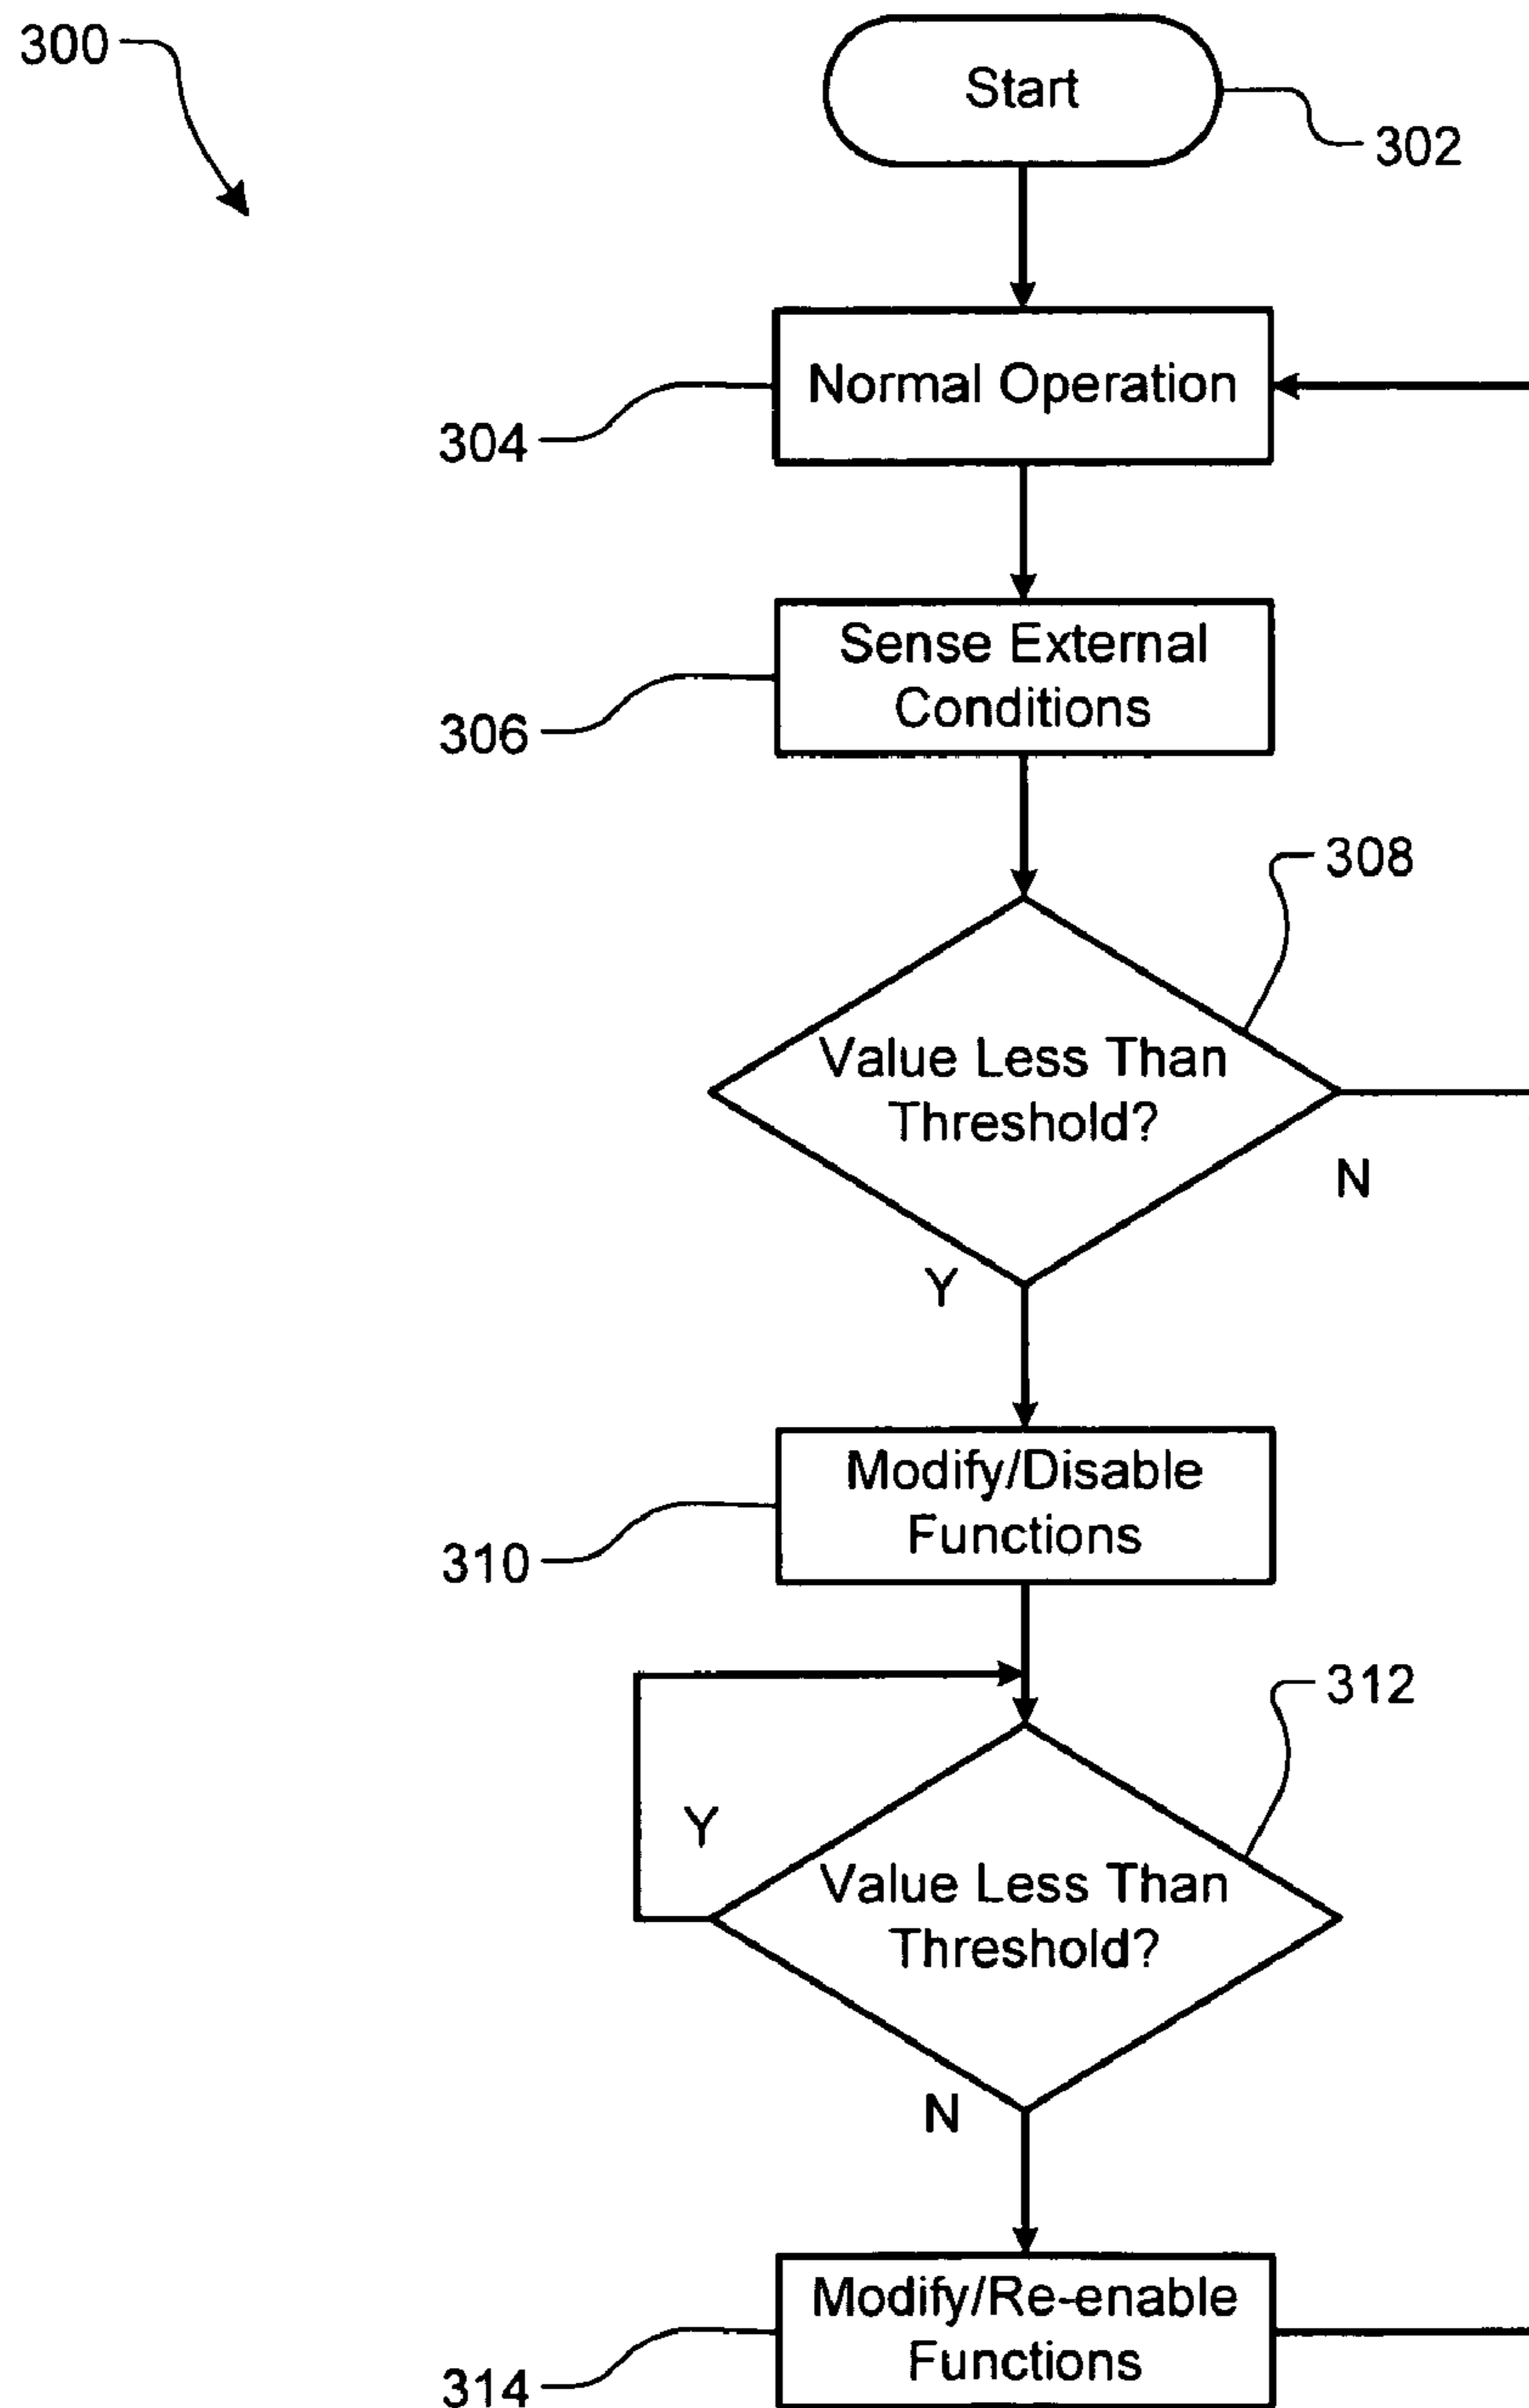 300
Start
302
Normal Operation
304
Sense External
Conditions
306
308
Value Less Than
Threshold?
N
Y
Modify/Disable
Functions
310
312
Y
Value Less Than
Threshold?
N
Modify/Re-enable
Functions
314